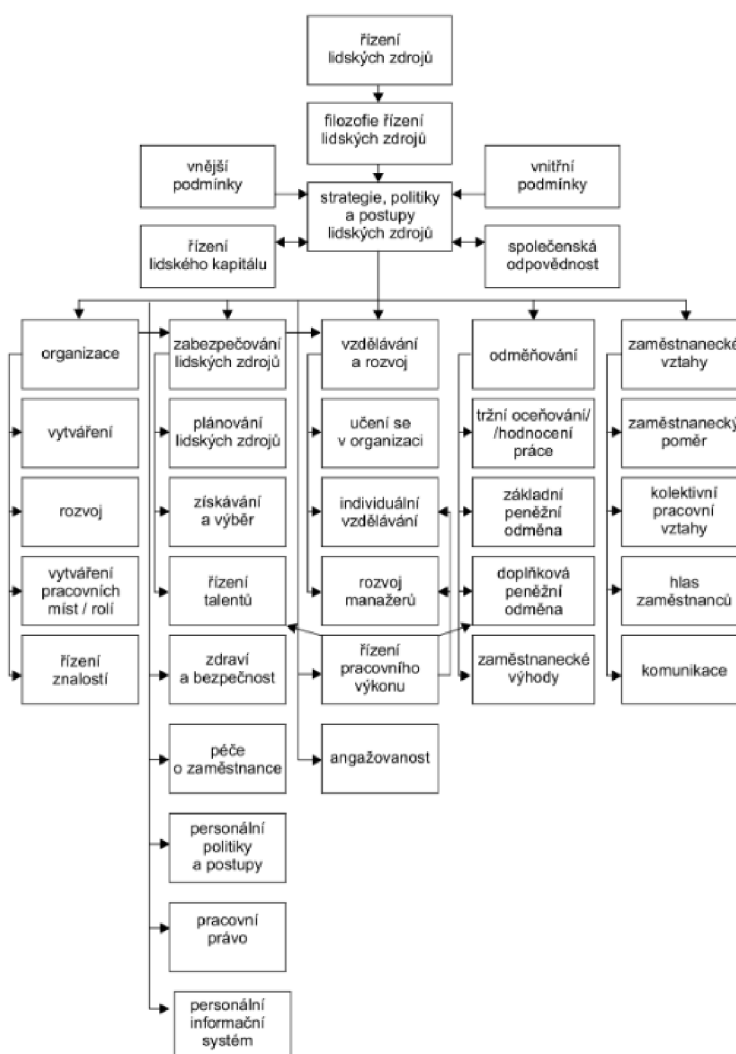 řízení
lidských zdrojů
filozofie řízení
lidských zdrojů
vnější
podmínky
vnitřní
podmínky
strategie, politiky
a postupy
lidských zdrojů
řízení
lidského kapitálu
společenská
odpovědnost
organizace
zabezpečování
lidských zdrojů
vzdělávání
a rozvoj
odměňování
zaměstnanecké
vztahy
vytváření
plánování
lidských zdrojů
učení se
v organizaci
tržní oceňování/
/hodnocení
práce
zaměstnanecký
poměr
rozvoj
získávání
a výběr
individuální
vzdělávání
základní
peněžní
odměna
kolektivní
pracovní
vztahy
vytváření
pracovních
míst / rolí
řízení
talentů
rozvoj
manažerů
doplňková
peněžní
odměna
hlas
zaměstnanců
řízení
znalostí
zdraví
a bezpečnost
řízení
pracovního
výkonu
zaměstnanecké
výhody
komunikace
péče
o zaměstnance
angažovanost
personální
politiky
a postupy
pracovní
právo
personální
informační
systém